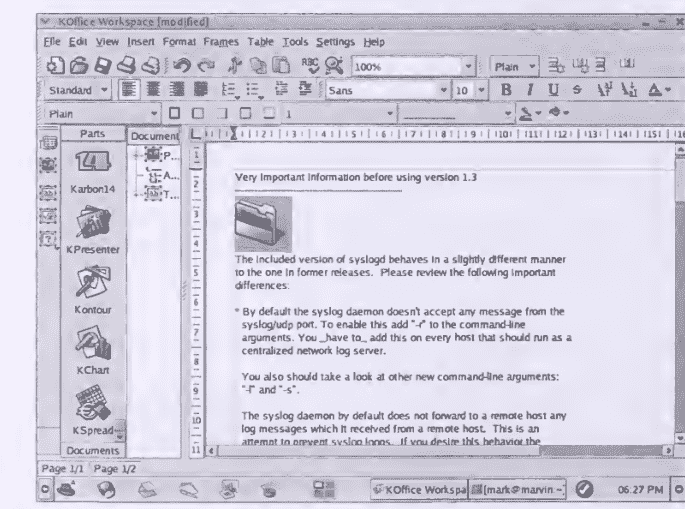 KOffice Workspace [modified]
File Edit View Insert Format Frames Table Tools Settings Help
100% Plain
Standard Sans 10 B I U S
Plain 1
Parts Document
Karbon14
KPresenter
Kontour
KChart
KSpread
Documents
P...
A...
T...
Very Important Information before using version 1.3
The included version of syslogd behaves in a slightly different manner
to the one in former releases. Please review the following important
differences:
* By default the syslog daemon doesn't accept any message from the
syslog/udp port. To enable this add "-r" to the command-line
arguments. You _have to_ add this on every host that should run as a
centralized network log server.
You also should take a look at other new command-line arguments:
"-l" and "-s".
The syslog daemon by default does not forward to a remote host any
log messages which it received from a remote host. This is an
attempt to prevent syslog loops. If you desire this behavior the
Page 1/1 Page 1/2
KOffice Workspa [mark@marvin ~] 06:27 PM